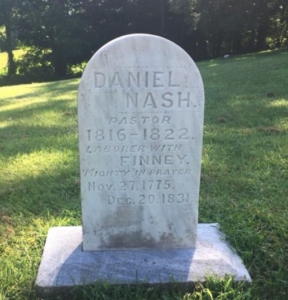 DANIEL
NASH.
PASTOR
1816-1822.
LABORER WITH
FINNEY.
MIGHTY IN PRAYER
Nov. 27. 1775.
Dec. 20. 1831.